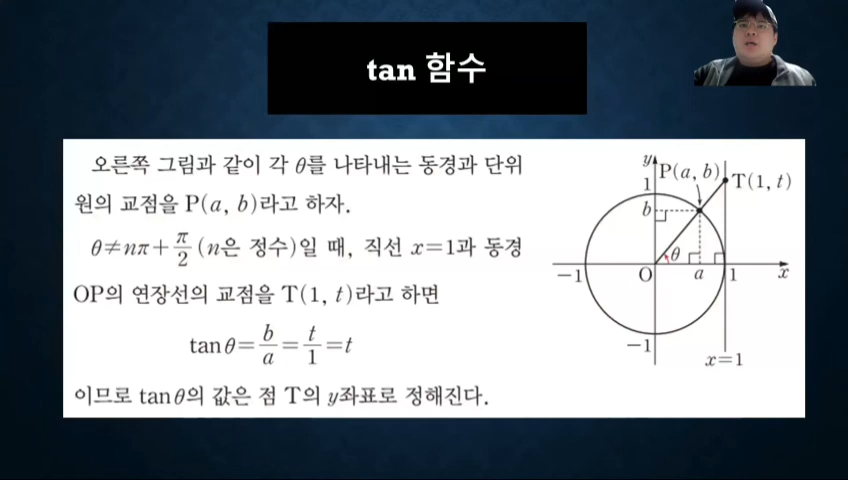 tan 함수
오른쪽 그림과 같이 각 θ를 나타내는 동경과 단위
원의 교점을 P(a, b)라고 하자.
θ≠nπ+π/2 (n은 정수)일 때, 직선 x=1과 동경
OP의 연장선의 교점을 T(1, t)라고 하면
tanθ=b/a=t/1=t
이므로 tanθ의 값은 점 T의 y좌표로 정해진다.
y
P(a, b)
1
T(1, t)
b
θ
−1
O
a
1
x
−1
x=1